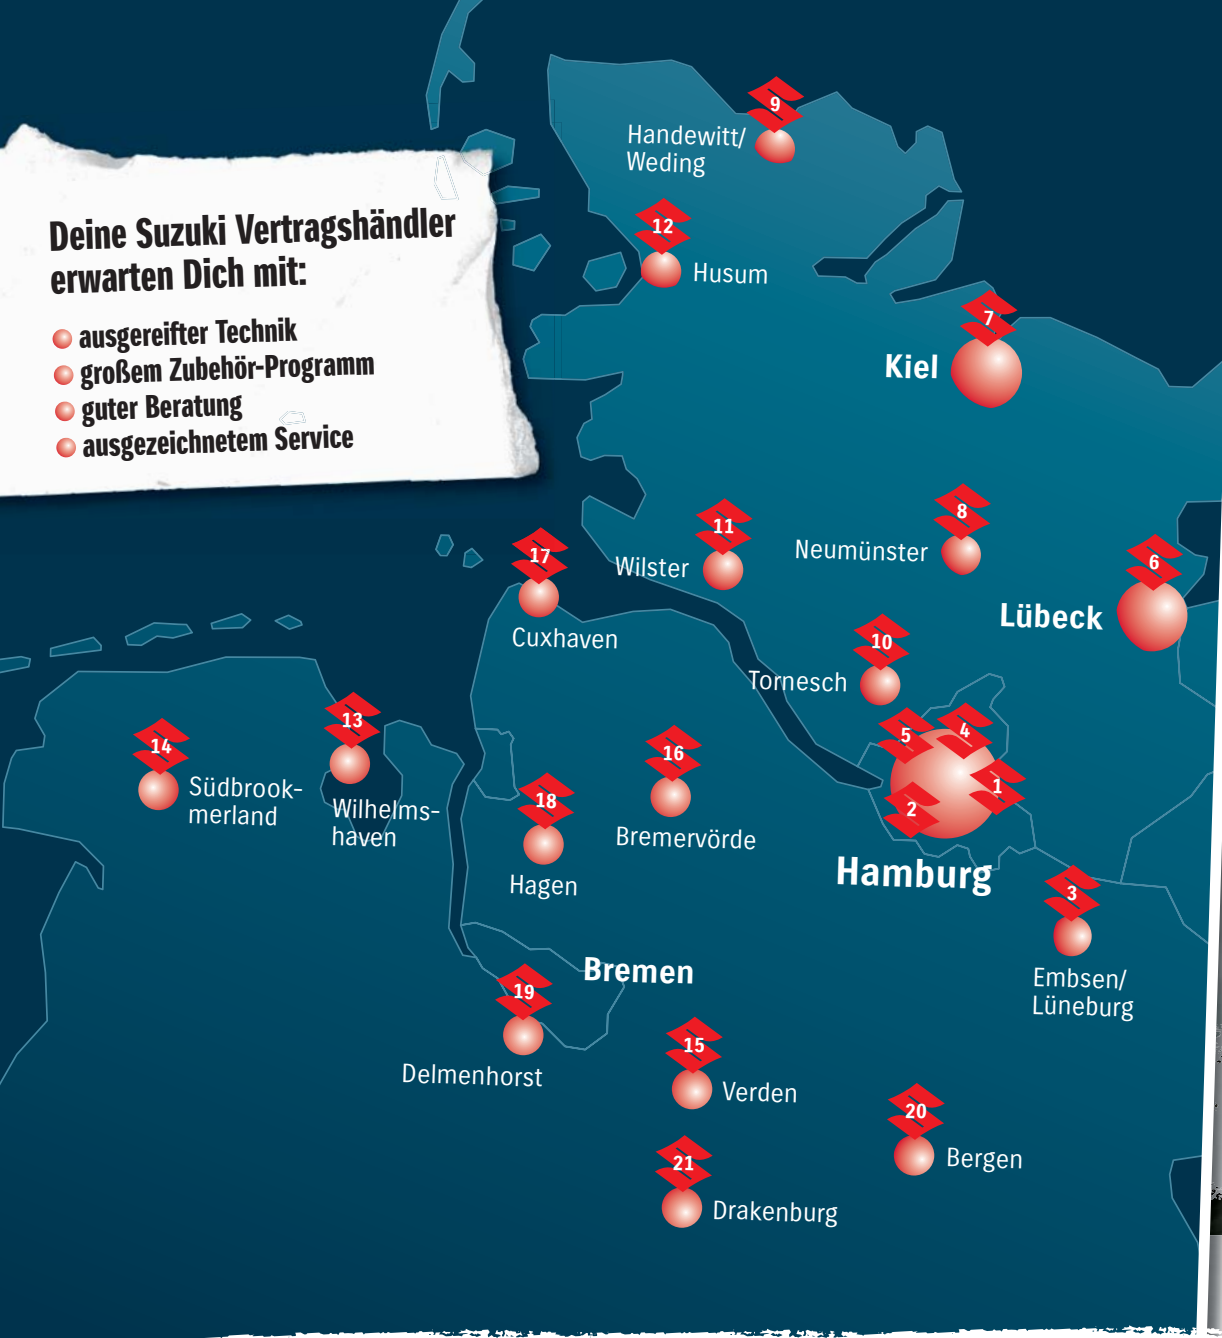 Deine Suzuki Vertragshändler
erwarten Dich mit:
ausgereifter Technik
großem Zubehör-Programm
guter Beratung
ausgezeichnetem Service
9
Handewitt/
Weding
12
Husum
7
Kiel
8
Neumünster
11
Wilster
17
Cuxhaven
6
Lübeck
10
Tornesch
5
4
1
2
Hamburg
14
Südbrook-
merland
13
Wilhelms-
haven
16
Bremervörde
18
Hagen
3
Embsen/
Lüneburg
Bremen
19
Delmenhorst
15
Verden
20
Bergen
21
Drakenburg